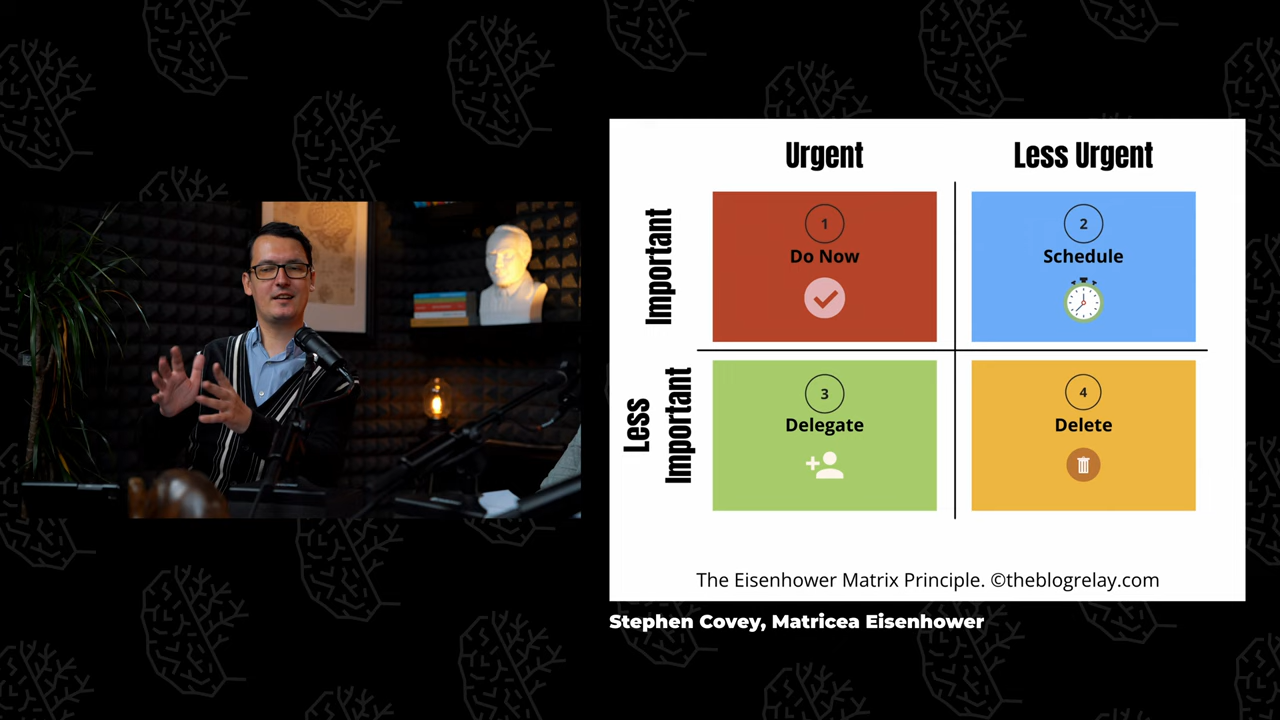 Urgent
Less Urgent
Important
1
Do Now
2
Schedule
Less
Important
3
Delegate
4
Delete
The Eisenhower Matrix Principle. ©theblogrelay.com
Stephen Covey, Matricea Eisenhower